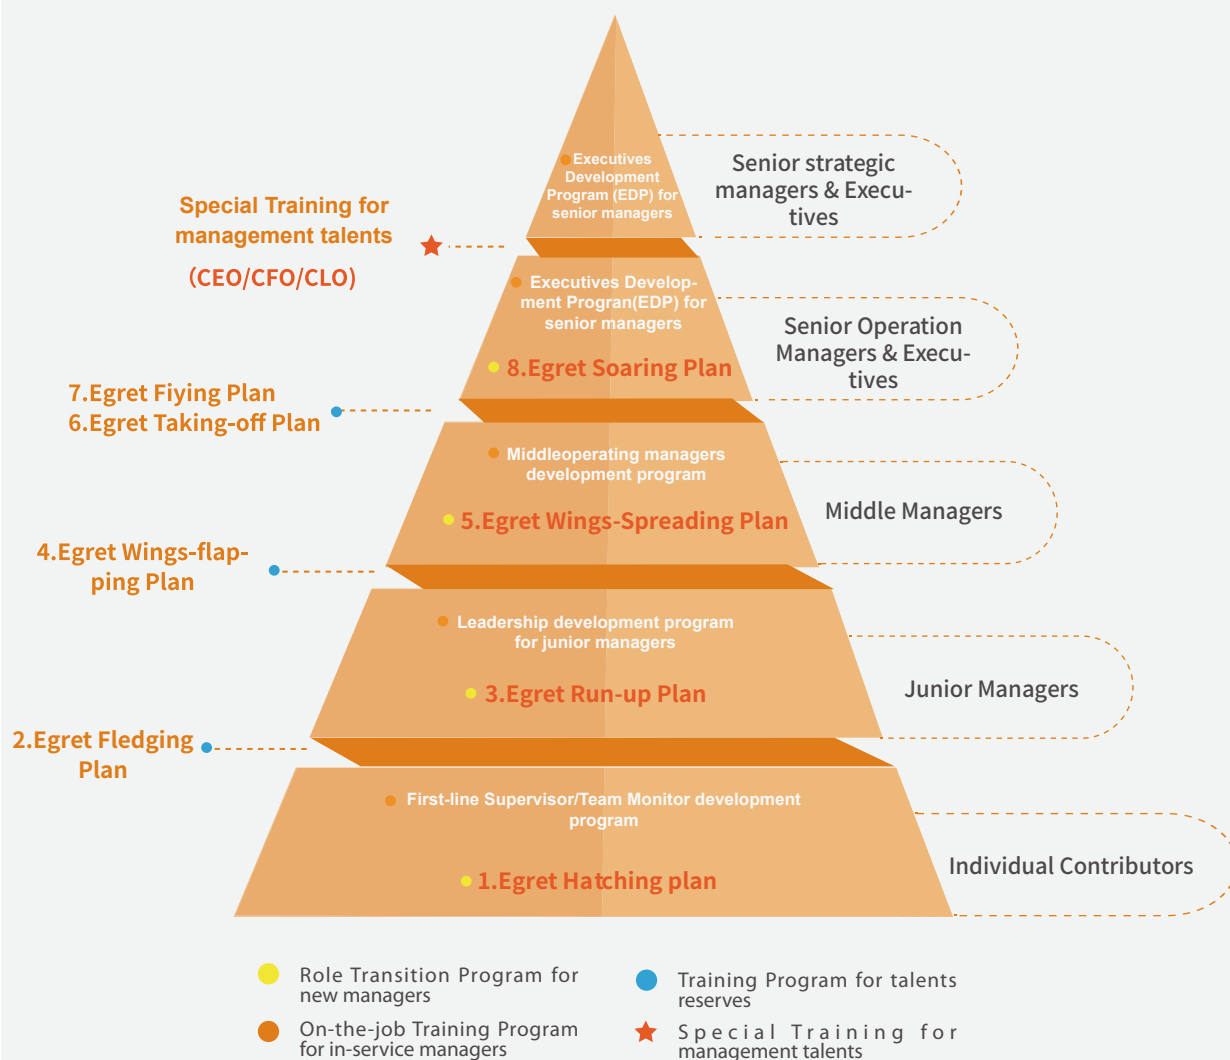 Executives
Development
Program (EDP) for
senior managers
Senior strategic
managers & Execu-
tives
Special Training for
management talents
(CEO/CFO/CLO)
Executives Develop-
ment Progran(EDP) for
senior managers
8.Egret Soaring Plan
Senior Operation
Managers & Execu-
tives
7.Egret Fiying Plan
6.Egret Taking-off Plan
Middleoperating managers
development program
5.Egret Wings-Spreading Plan
Middle Managers
4.Egret Wings-flap-
ping Plan
Leadership development program
for junior managers
3.Egret Run-up Plan
Junior Managers
2.Egret Fledging
Plan
First-line Supervisor/Team Monitor development
program
1.Egret Hatching plan
Individual Contributors
Role Transition Program for
new managers
Training Program for talents
reserves
On-the-job Training Program
for in-service managers
Special Training for
management talents